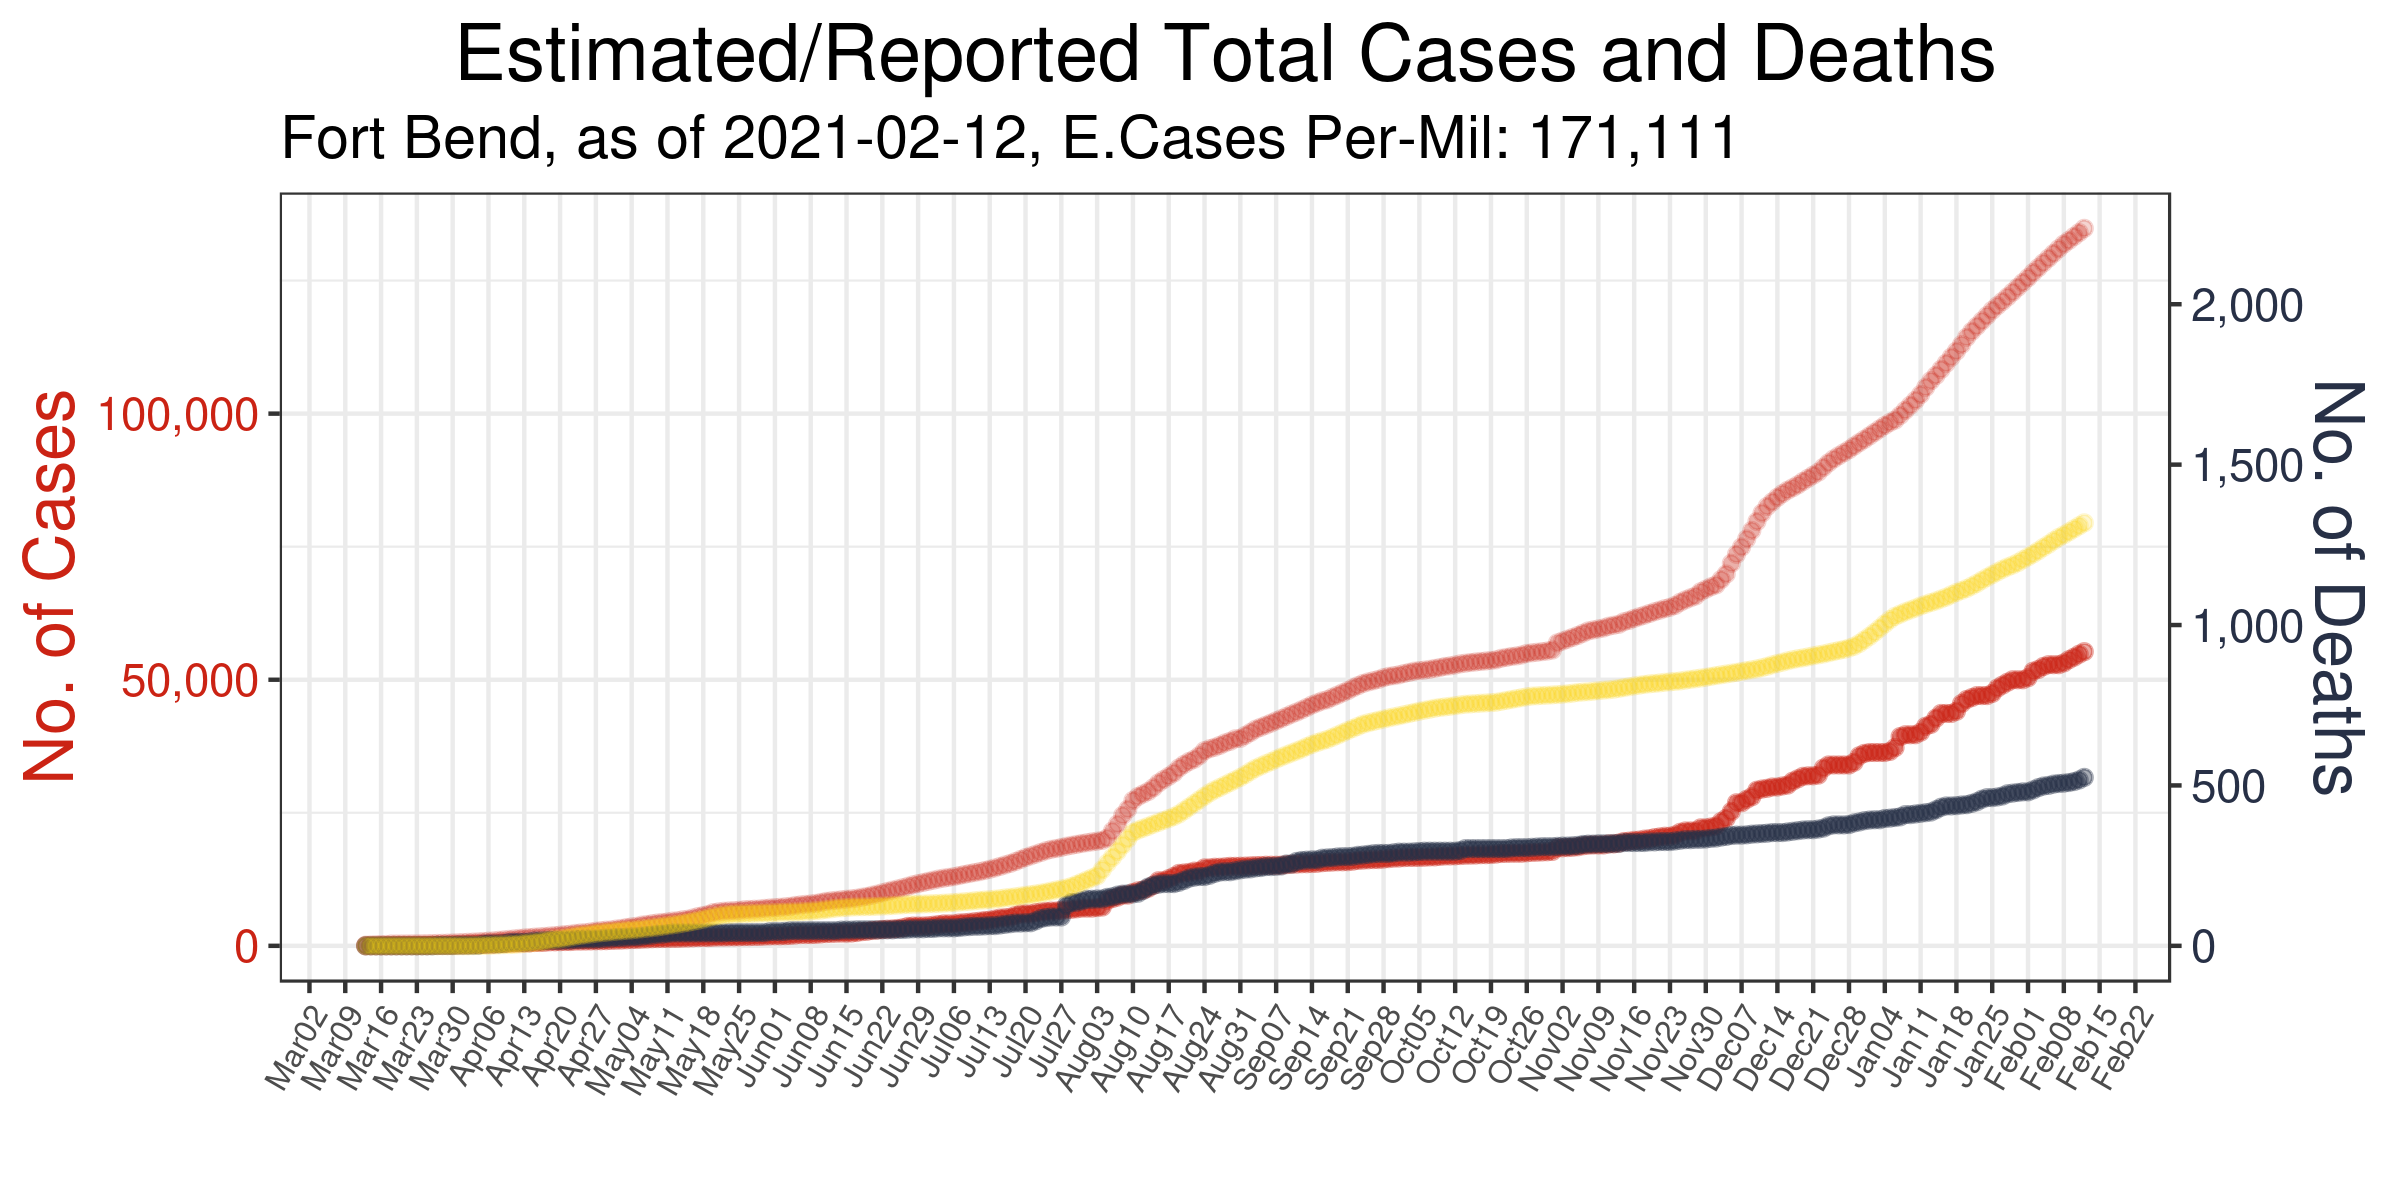 Estimated/Reported Total Cases and Deaths
Fort Bend, as of 2021-02-12, E.Cases Per-Mil: 171,111
No. of Cases
100,000
50,000
0
2,000
1,500
1,000
500
0
No. of Deaths
Mar02
Mar09
Mar16
Mar23
Mar30
Apr06
Apr13
Apr20
Apr27
May04
May11
May18
May25
Jun01
Jun08
Jun15
Jun22
Jun29
Jul06
Jul13
Jul20
Jul27
Aug03
Aug10
Aug17
Aug24
Aug31
Sep07
Sep14
Sep21
Sep28
Oct05
Oct12
Oct19
Oct26
Nov02
Nov09
Nov16
Nov23
Nov30
Dec07
Dec14
Dec21
Dec28
Jan04
Jan11
Jan18
Jan25
Feb01
Feb08
Feb15
Feb22